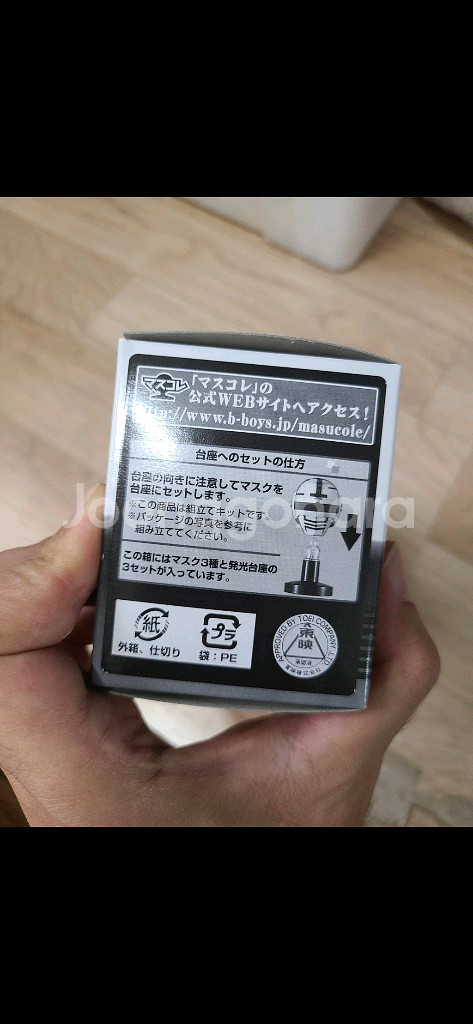 マスコレ
「マスコレ」の
公式WEBサイトへアクセス!
http://www.b-boys.jp/masucole/
台座へのセットの仕方
台座の向きに注意してマスクを
台座にセットします。
※この商品は組立てキットです。
※パッケージの写真を参考に
組み立ててください。
この箱にはマスク3種と発光台座の
3セットが入っています。
紙
外箱、仕切り
プラ
袋:PE
APPROVED BY TOEI COMPANY, LTD.
東映
Joonggonara